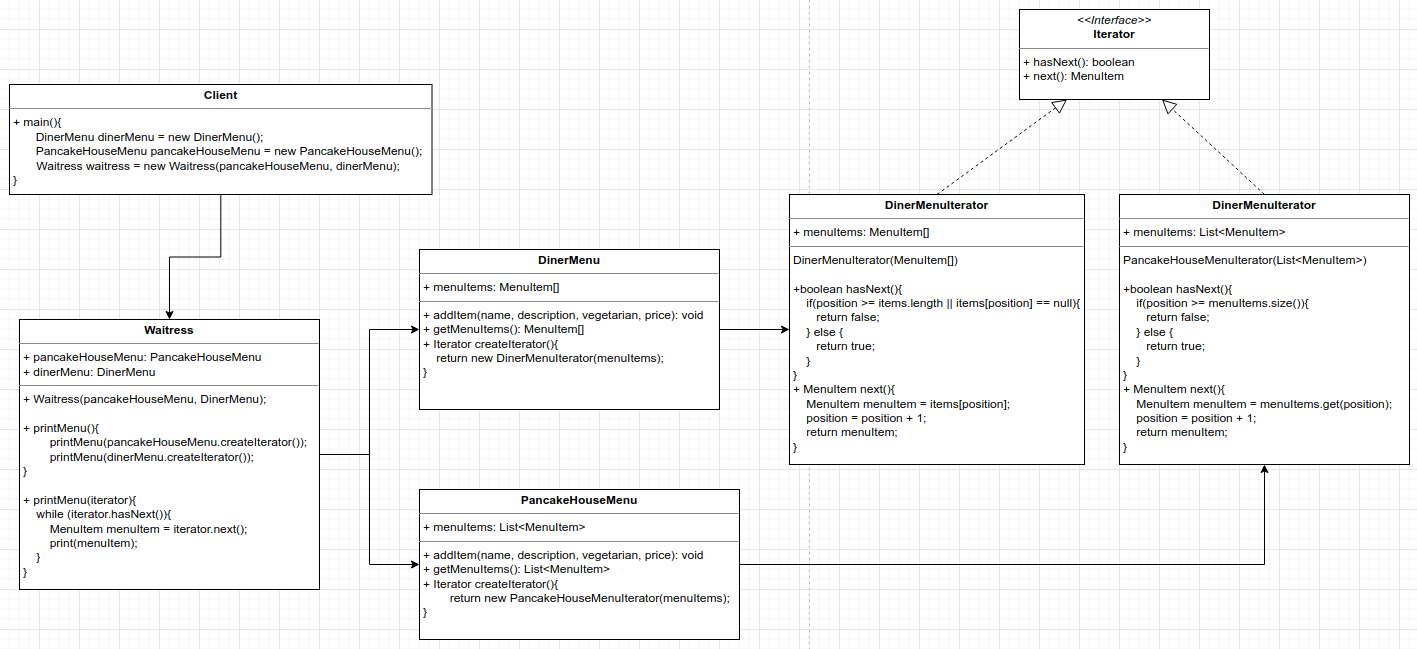 <<Interface>>
Iterator
+ hasNext(): boolean
+ next(): MenuItem
Client
+ main(){
DinerMenu dinerMenu = new DinerMenu();
PancakeHouseMenu pancakeHouseMenu = new PancakeHouseMenu();
Waitress waitress = new Waitress(pancakeHouseMenu, dinerMenu);
}
Waitress
+ pancakeHouseMenu: PancakeHouseMenu
+ dinerMenu: DinerMenu
+ Waitress(pancakeHouseMenu, DinerMenu);
+ printMenu(){
printMenu(pancakeHouseMenu.createIterator());
printMenu(dinerMenu.createIterator());
}
+ printMenu(iterator){
while (iterator.hasNext()){
MenuItem menuItem = iterator.next();
print(menuItem);
}
}
DinerMenu
+ menuItems: MenuItem[]
+ addItem(name, description, vegetarian, price): void
+ getMenuItems(): MenuItem[]
+ Iterator createIterator(){
return new DinerMenuIterator(menuItems);
}
PancakeHouseMenu
+ menuItems: List<MenuItem>
+ addItem(name, description, vegetarian, price): void
+ getMenuItems(): List<MenuItem>
+ Iterator createIterator(){
return new PancakeHouseMenuIterator(menuItems);
}
DinerMenuIterator
+ menuItems: MenuItem[]
DinerMenuIterator(MenuItem[])
+boolean hasNext(){
if(position >= items.length || items[position] == null){
return false;
} else {
return true;
}
}
+ MenuItem next(){
MenuItem menuItem = items[position];
position = position + 1;
return menuItem;
}
DinerMenuIterator
+ menuItems: List<MenuItem>
PancakeHouseMenuIterator(List<MenuItem>)
+boolean hasNext(){
if(position >= menuItems.size()){
return false;
} else {
return true;
}
}
+ MenuItem next(){
MenuItem menuItem = menuItems.get(position);
position = position + 1;
return menuItem;
}